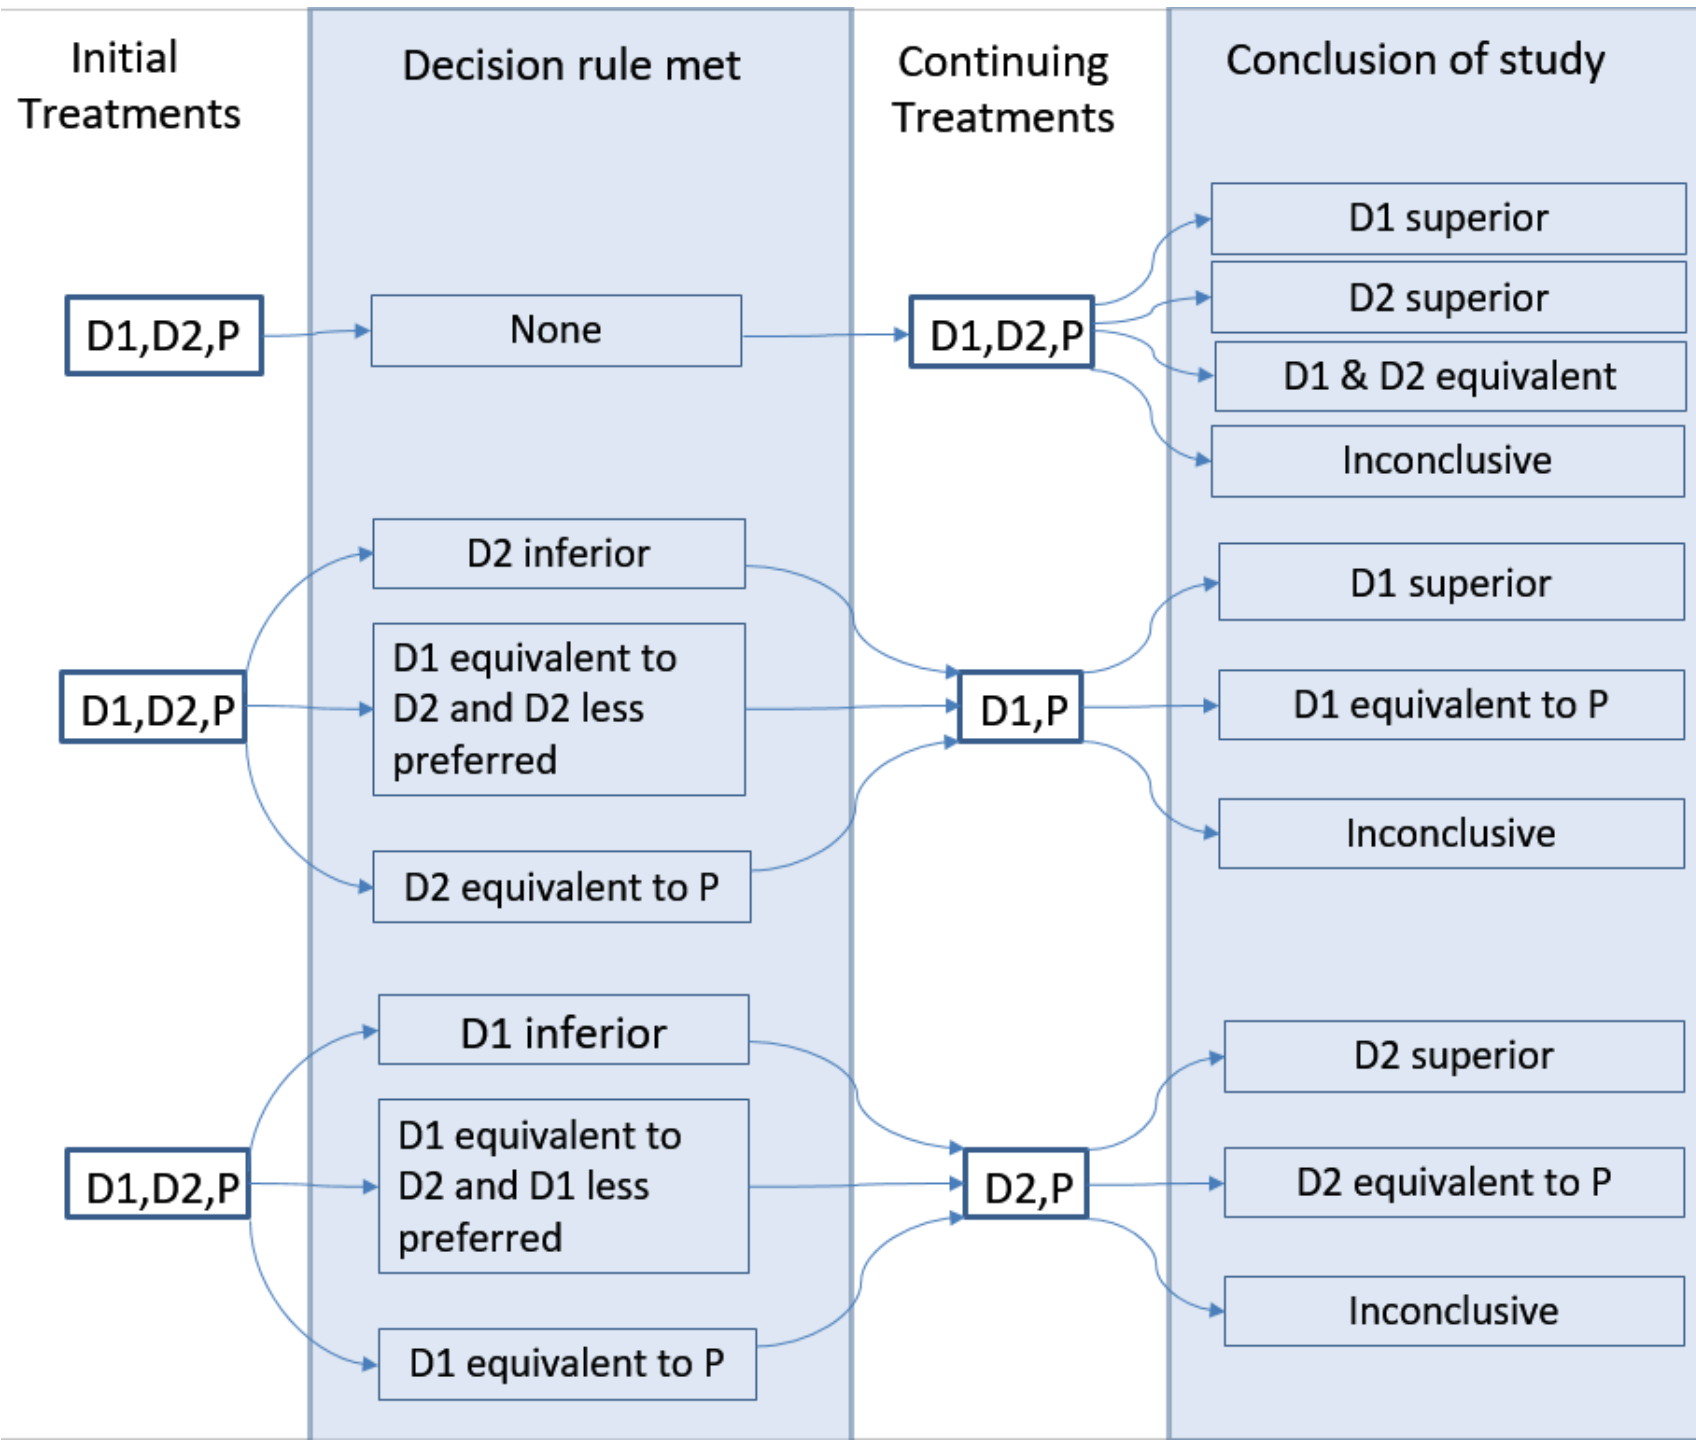 Initial
Treatments
Decision rule met
Continuing
Treatments
Conclusion of study
D1,D2,P
None
D1,D2,P
D1 superior
D2 superior
D1 & D2 equivalent
Inconclusive
D1,D2,P
D2 inferior
D1 equivalent to
D2 and D2 less
preferred
D2 equivalent to P
D1,P
D1 superior
D1 equivalent to P
Inconclusive
D1,D2,P
D1 inferior
D1 equivalent to
D2 and D1 less
preferred
D1 equivalent to P
D2,P
D2 superior
D2 equivalent to P
Inconclusive